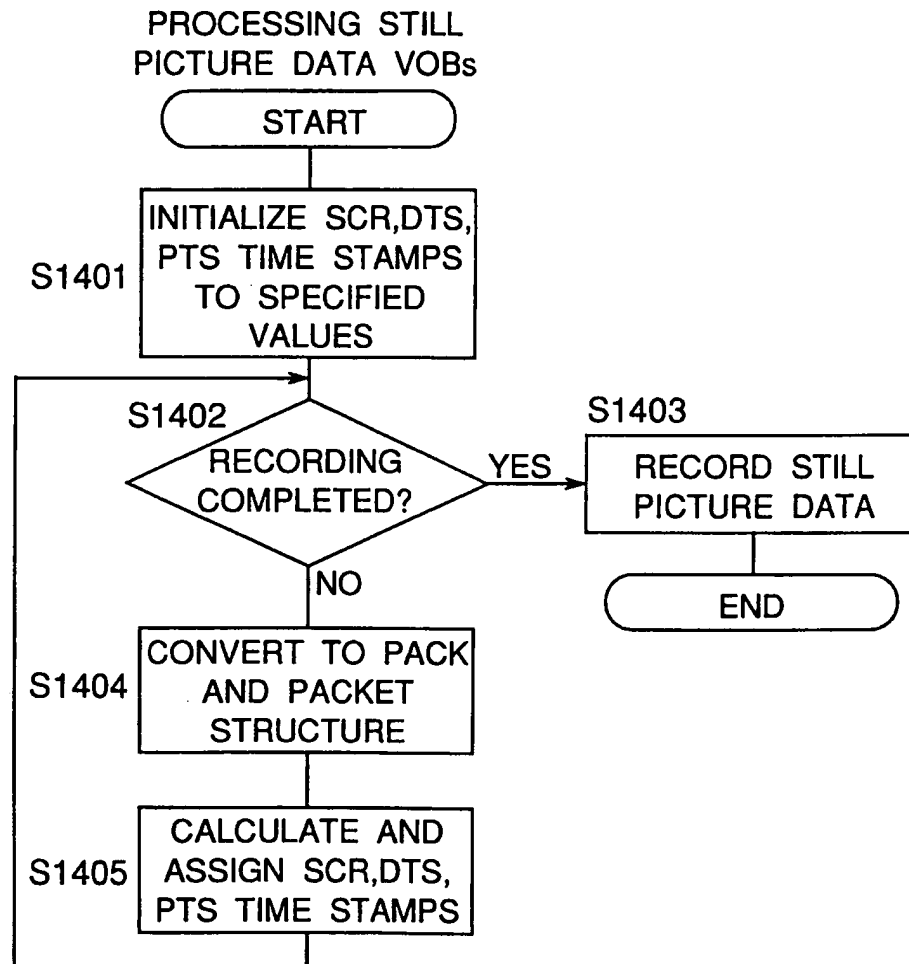 PROCESSING STILL
PICTURE DATA VOBs
START
S1401
INITIALIZE SCR,DTS,
PTS TIME STAMPS
TO SPECIFIED
VALUES
S1402
RECORDING
COMPLETED?
YES
S1403
RECORD STILL
PICTURE DATA
END
NO
S1404
CONVERT TO PACK
AND PACKET
STRUCTURE
S1405
CALCULATE AND
ASSIGN SCR,DTS,
PTS TIME STAMPS